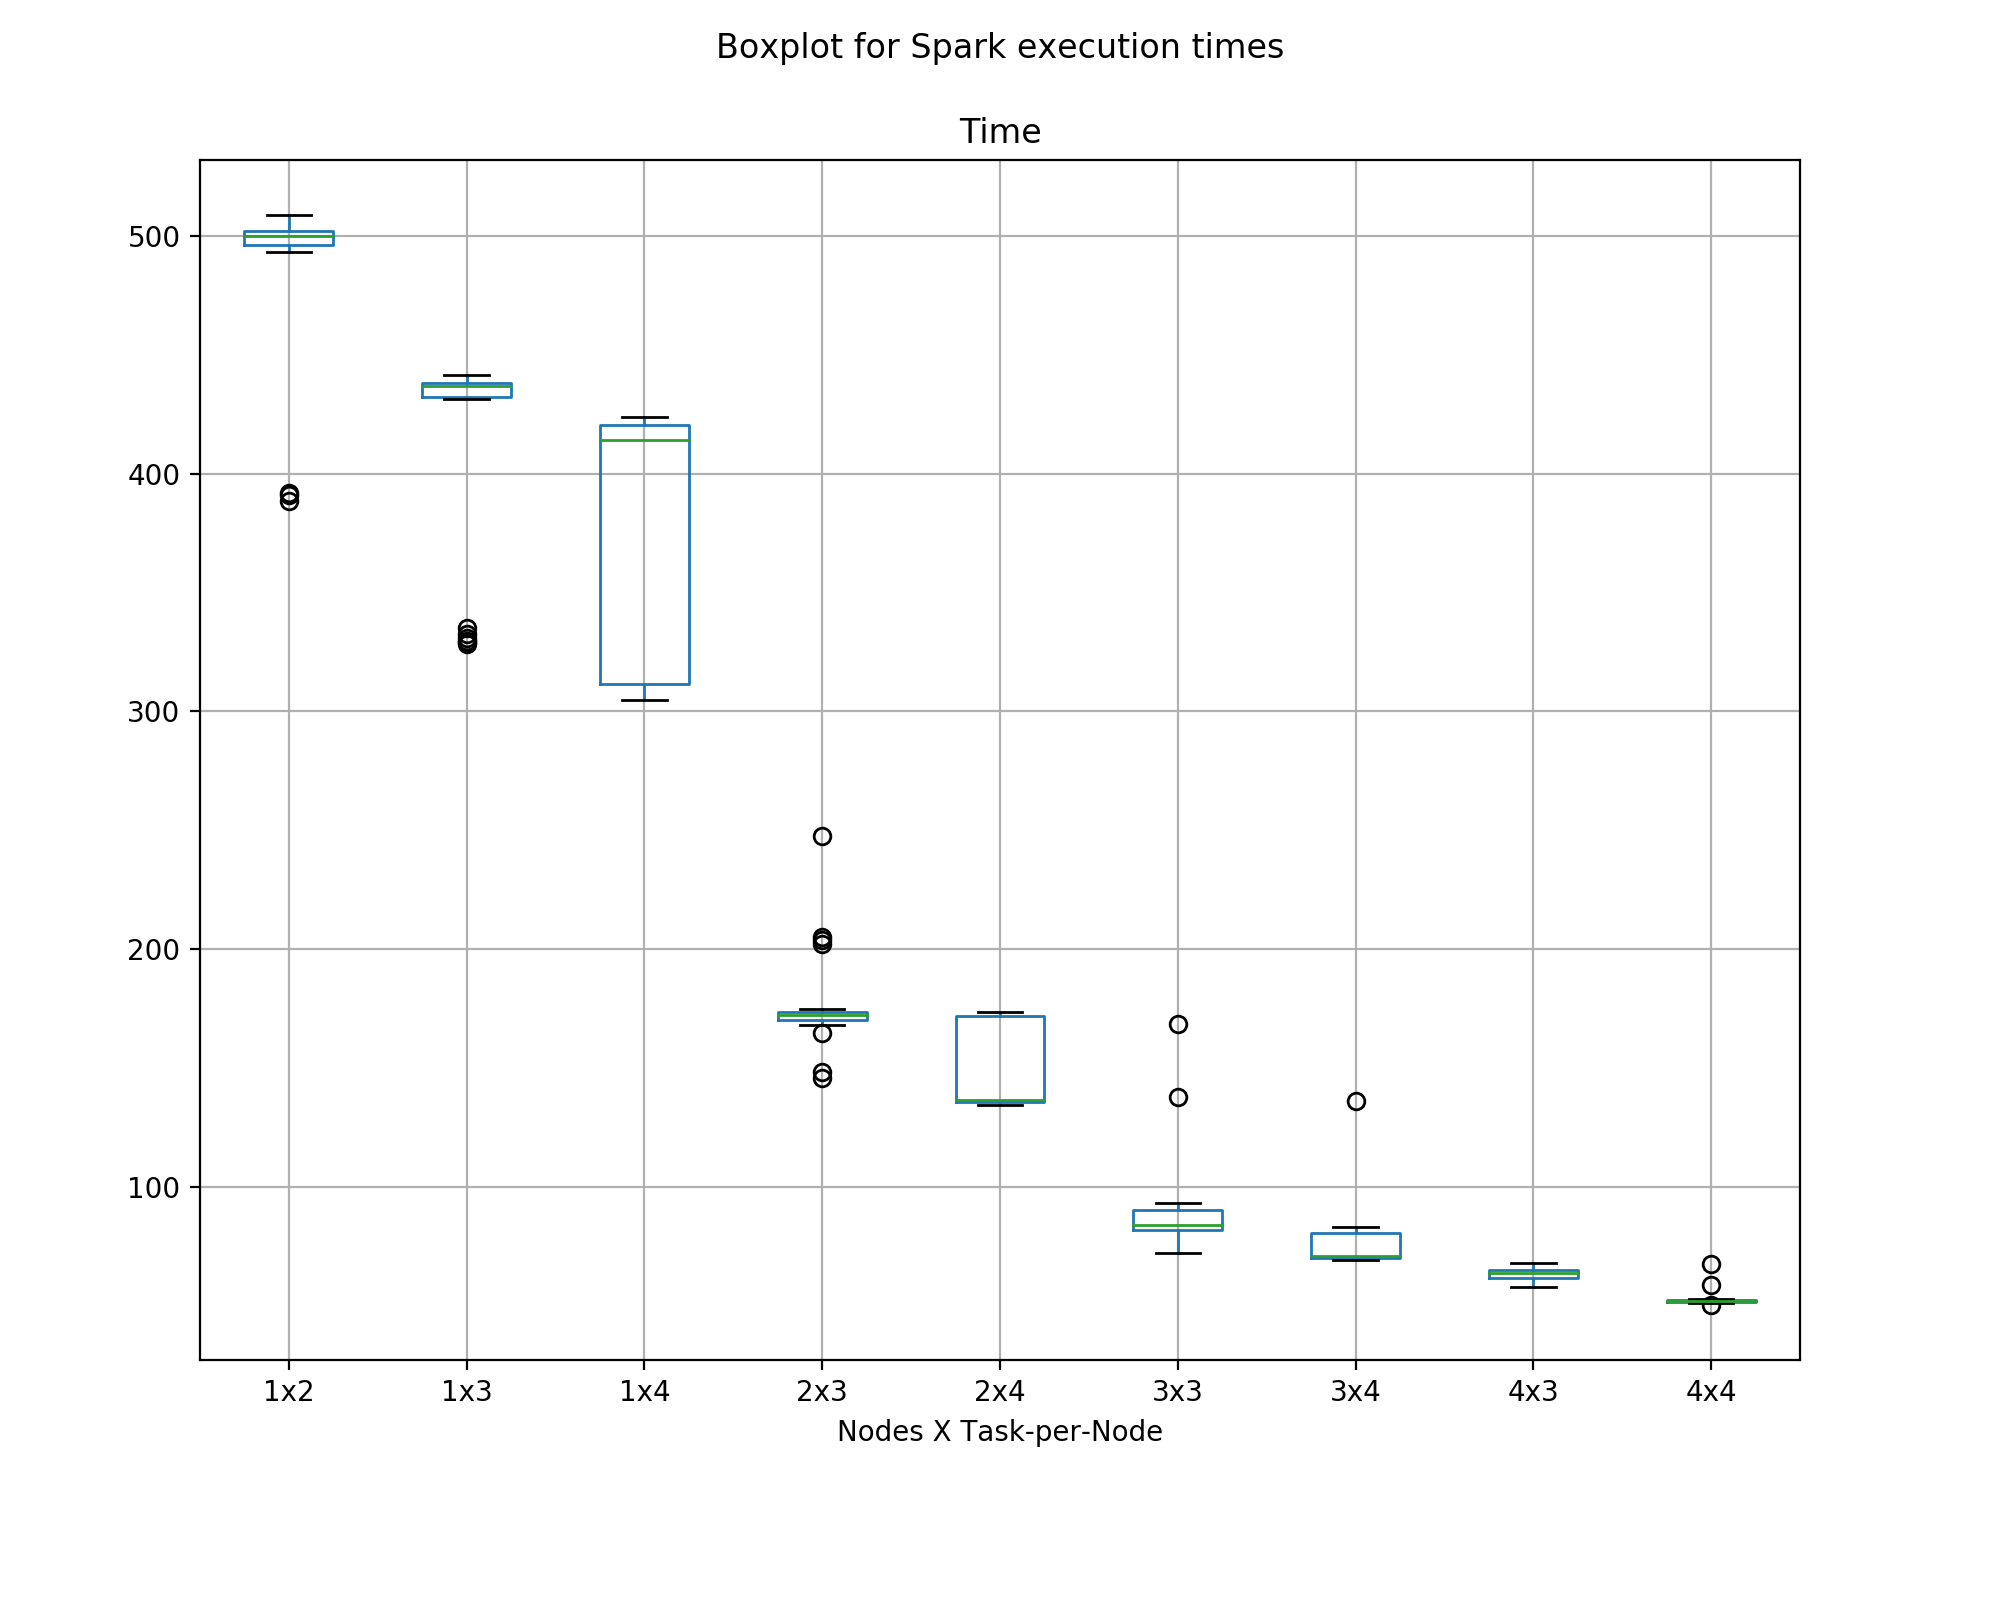 Boxplot for Spark execution times
Time
500
400
300
200
100
1x2 1x3 1x4 2x3 2x4 3x3 3x4 4x3 4x4
Nodes X Task-per-Node